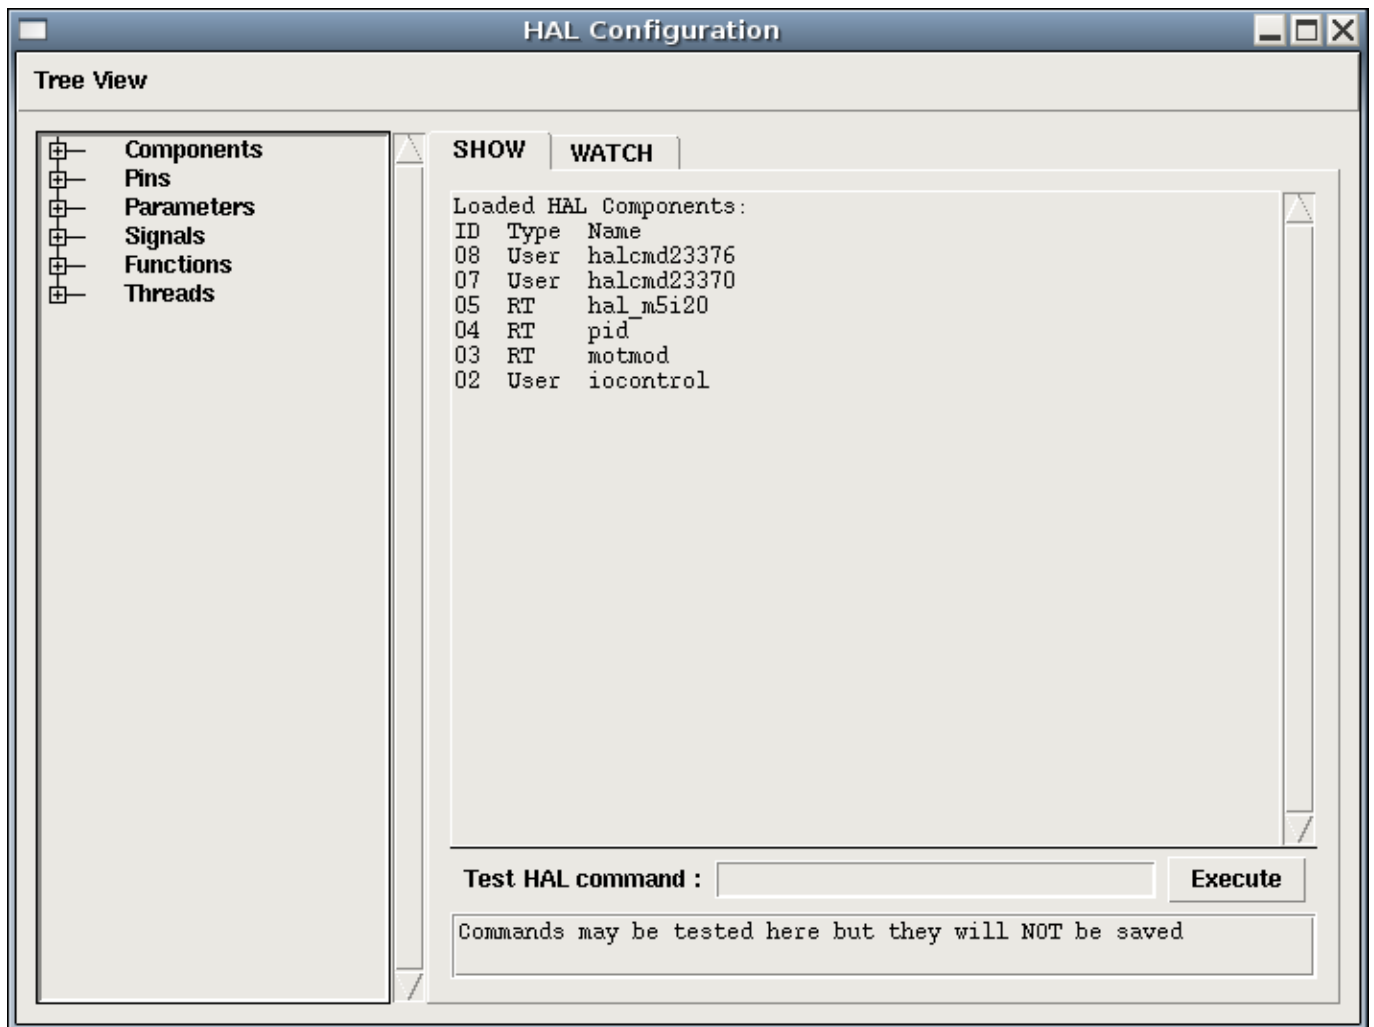 HAL Configuration
Tree View
Components
Pins
Parameters
Signals
Functions
Threads
SHOW
WATCH
Loaded HAL Components:
ID Type Name
08 User halcmd23376
07 User halcmd23370
05 RT hal_m5i20
04 RT pid
03 RT motmod
02 User iocontrol
Test HAL command :
Execute
Commands may be tested here but they will NOT be saved